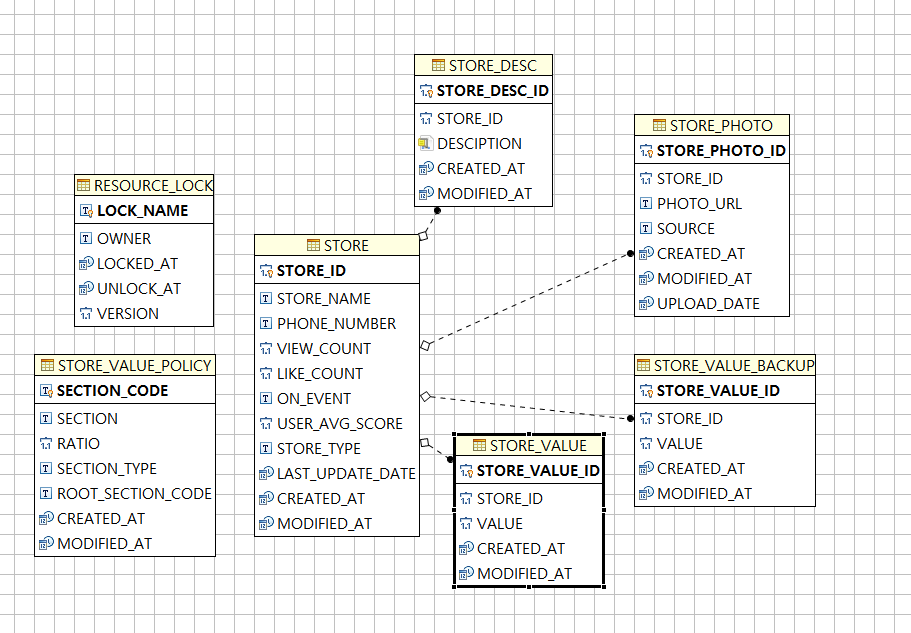 STORE_DESC
STORE_DESC_ID
STORE_ID
DESCIPTION
CREATED_AT
MODIFIED_AT
STORE_PHOTO
STORE_PHOTO_ID
STORE_ID
PHOTO_URL
SOURCE
CREATED_AT
MODIFIED_AT
UPLOAD_DATE
RESOURCE_LOCK
LOCK_NAME
OWNER
LOCKED_AT
UNLOCK_AT
VERSION
STORE
STORE_ID
STORE_NAME
PHONE_NUMBER
VIEW_COUNT
LIKE_COUNT
ON_EVENT
USER_AVG_SCORE
STORE_TYPE
LAST_UPDATE_DATE
CREATED_AT
MODIFIED_AT
STORE_VALUE_POLICY
SECTION_CODE
SECTION
RATIO
SECTION_TYPE
ROOT_SECTION_CODE
CREATED_AT
MODIFIED_AT
STORE_VALUE_BACKUP
STORE_VALUE_ID
STORE_ID
VALUE
CREATED_AT
MODIFIED_AT
STORE_VALUE
STORE_VALUE_ID
STORE_ID
VALUE
CREATED_AT
MODIFIED_AT